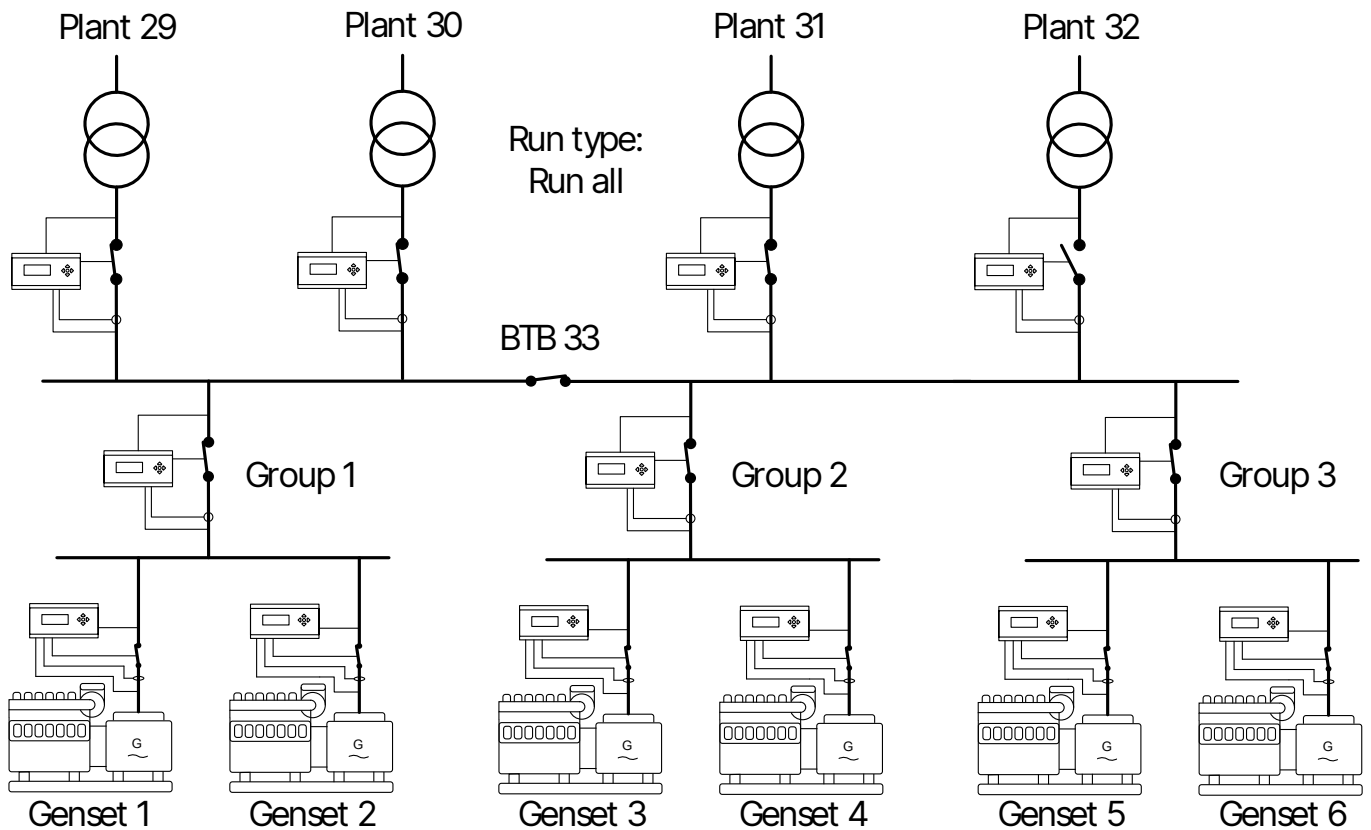 Plant 29
Plant 30
Plant 31
Plant 32
Run type:
Run all
BTB 33
Group 1
Group 2
Group 3
G
G
G
G
G
G
Genset 1
Genset 2
Genset 3
Genset 4
Genset 5
Genset 6